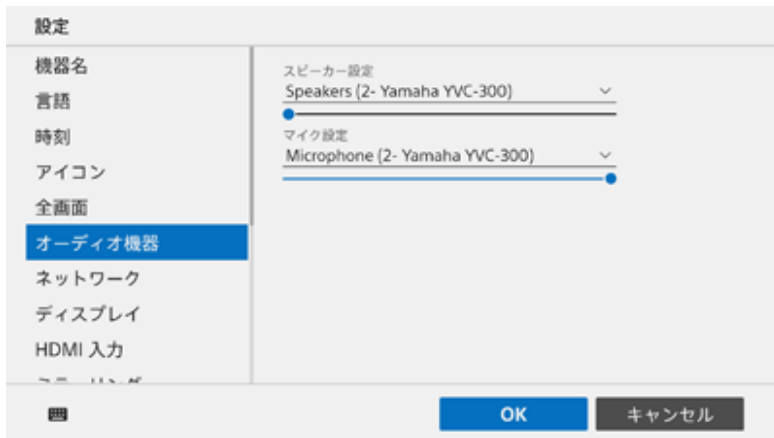 設定
機器名
言語
時刻
アイコン
全画面
オーディオ機器
ネットワーク
ディスプレイ
HDMI 入力
スピーカー設定
Speakers (2- Yamaha YVC-300)
マイク設定
Microphone (2- Yamaha YVC-300)
OK
キャンセル